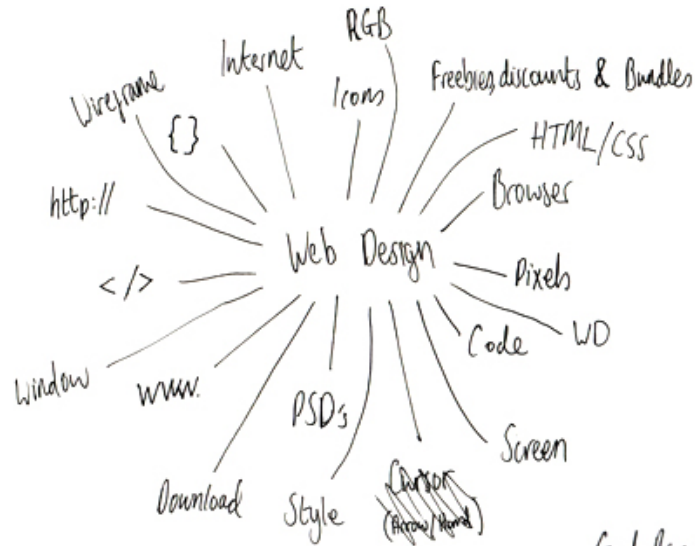 RGB
Internet
Icons
Freebies, discounts & Bundles
Wireframe
{}
HTML/CSS
http://
Browser
Web Design
</>
Pixels
WD
Code
Window
www.
PSD's
Screen
Download
Style
Cursor
(Arrow/Hand)